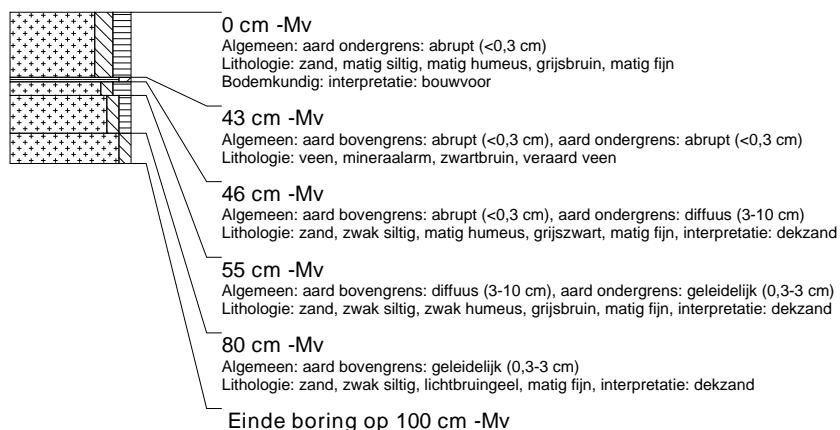 0 cm -Mv
Algemeen: aard ondergrens: abrupt (<0,3 cm)
Lithologie: zand, matig siltig, matig humeus, grijsbruin, matig fijn
Bodemkundig: interpretatie: bouwvoor
43 cm -Mv
Algemeen: aard bovengrens: abrupt (<0,3 cm), aard ondergrens: abrupt (<0,3 cm)
Lithologie: veen, mineraalarm, zwartbruin, veraard veen
46 cm -Mv
Algemeen: aard bovengrens: abrupt (<0,3 cm), aard ondergrens: diffuus (3-10 cm)
Lithologie: zand, zwak siltig, matig humeus, grijszwart, matig fijn, interpretatie: dekzand
55 cm -Mv
Algemeen: aard bovengrens: diffuus (3-10 cm), aard ondergrens: geleidelijk (0,3-3 cm)
Lithologie: zand, zwak siltig, zwak humeus, grijsbruin, matig fijn, interpretatie: dekzand
80 cm -Mv
Algemeen: aard bovengrens: geleidelijk (0,3-3 cm)
Lithologie: zand, zwak siltig, lichtbruingeel, matig fijn, interpretatie: dekzand
Einde boring op 100 cm -Mv